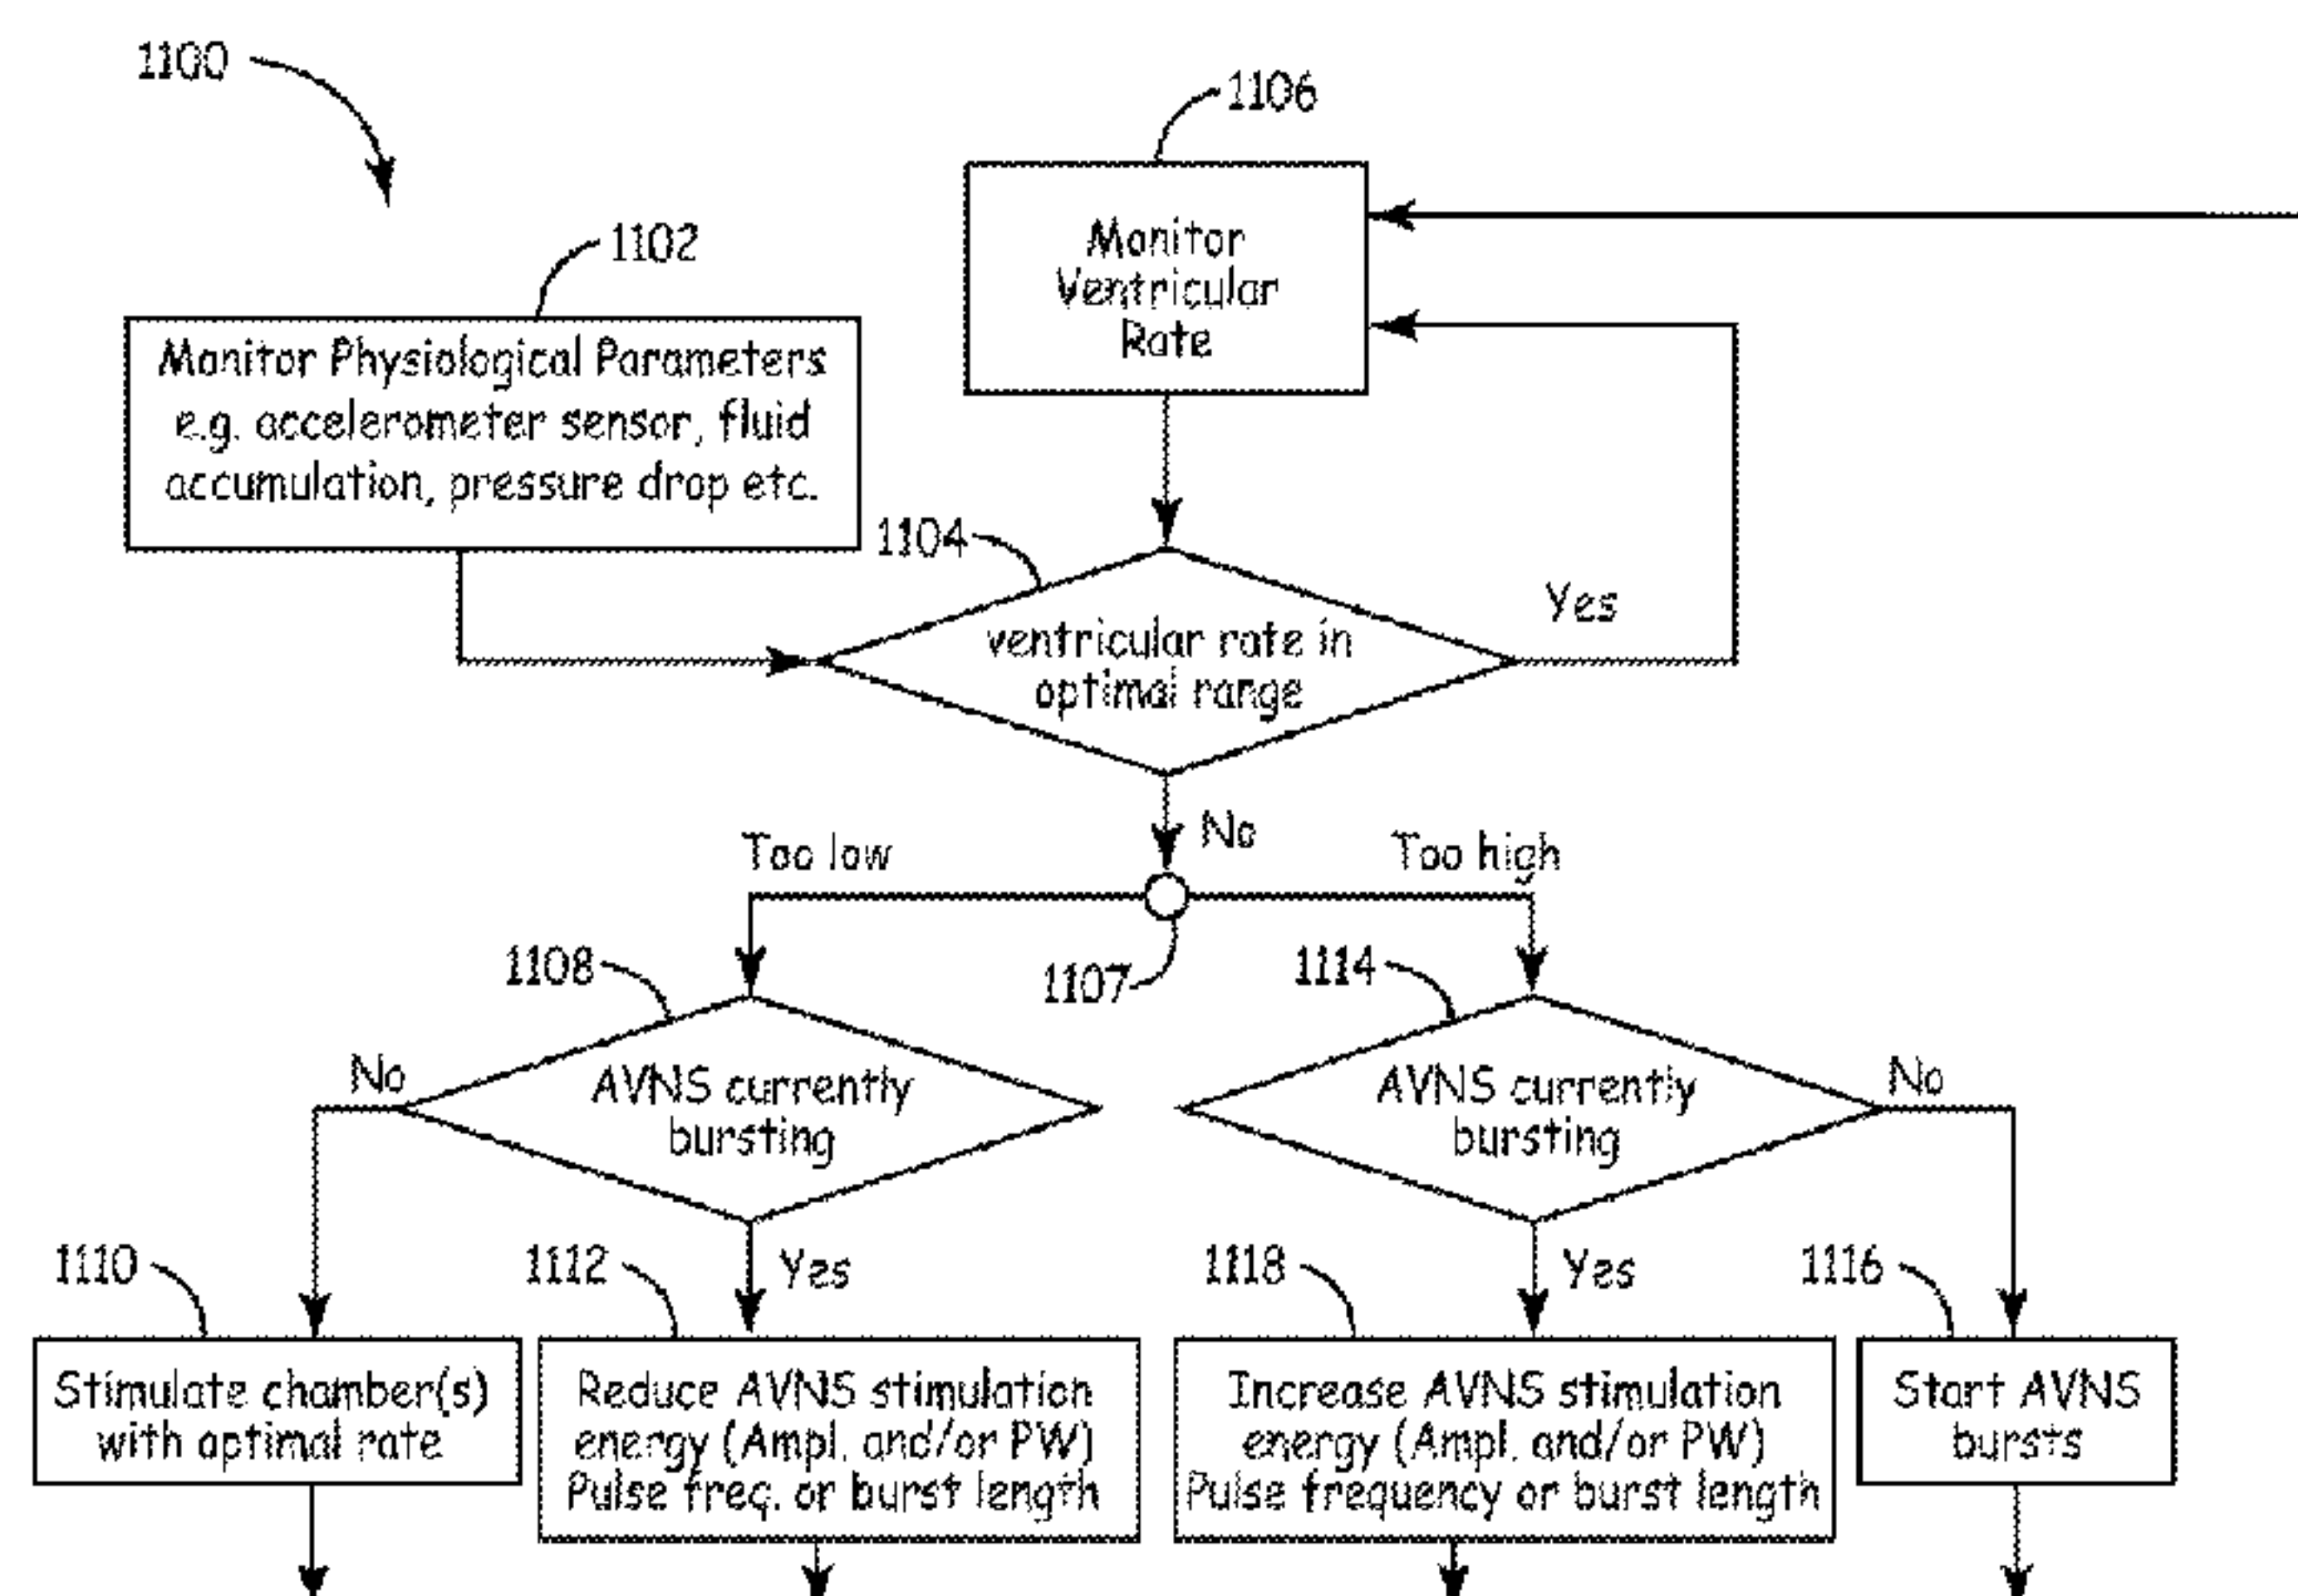 1100
1106
Monitor
Ventricular
Rate
1102
Monitor Physiological Parameters
e.g. accelerometer sensor, fluid
accumulation, pressure drop etc.
1104
ventricular rate in
optimal range
Yes
No
Too low
Too high
1107
1108
AVNS currently
bursting
No
Yes
1114
AVNS currently
bursting
No
Yes
1110
Stimulate chamber(s)
with optimal rate
1112
Reduce AVNS stimulation
energy (Ampl. and/or PW)
Pulse freq. or burst length
1118
Increase AVNS stimulation
energy (Ampl. and/or PW)
Pulse frequency or burst length
1116
Start AVNS
bursts